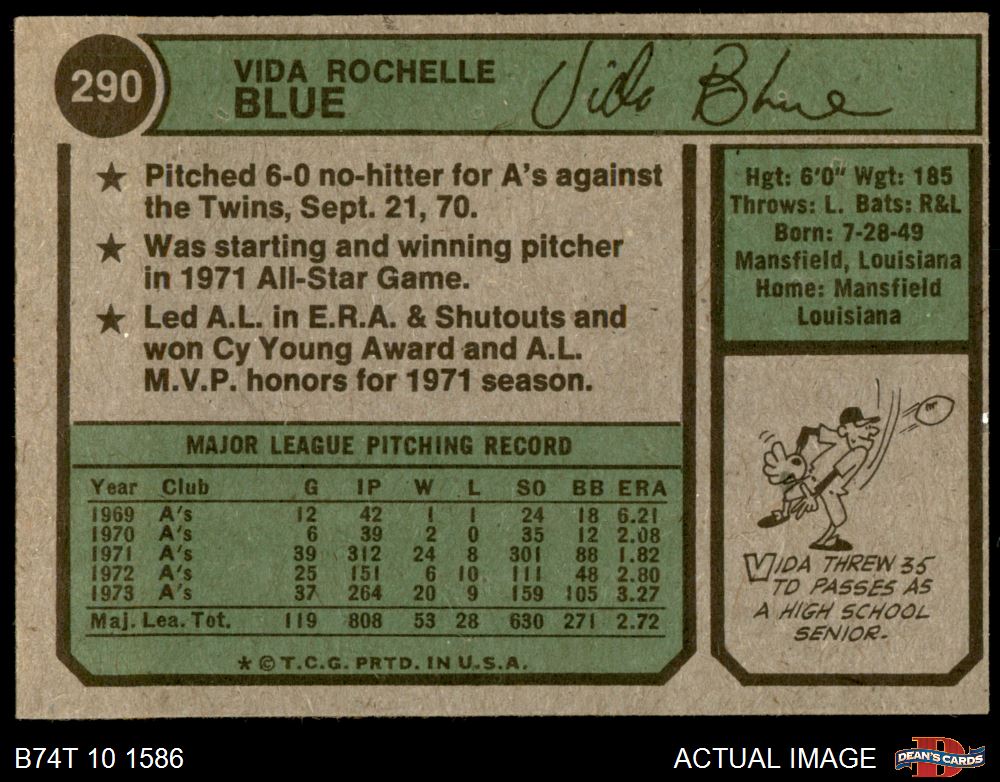 290
VIDA ROCHELLE
BLUE
Vida Blue
★ Pitched 6-0 no-hitter for A's against
the Twins, Sept. 21, 70.
★ Was starting and winning pitcher
in 1971 All-Star Game.
★ Led A.L. in E.R.A. & Shutouts and
won Cy Young Award and A.L.
M.V.P. honors for 1971 season.
Hgt: 6'0" Wgt: 185
Throws: L. Bats: R&L
Born: 7-28-49
Mansfield, Louisiana
Home: Mansfield
Louisiana
MAJOR LEAGUE PITCHING RECORD
Year Club G IP W L SO BB ERA
1969 A's 12 42 1 1 24 18 6.21
1970 A's 6 39 2 0 35 12 2.08
1971 A's 39 312 24 8 301 88 1.82
1972 A's 25 151 6 10 111 48 2.80
1973 A's 37 264 20 9 159 105 3.27
Maj. Lea. Tot. 119 808 53 28 630 271 2.72
★ © T.C.G. PRTD. IN U.S.A.
VIDA THREW 35
TD PASSES AS
A HIGH SCHOOL
SENIOR.
B74T 10 1586
ACTUAL IMAGE
D
DEAN'S CARDS